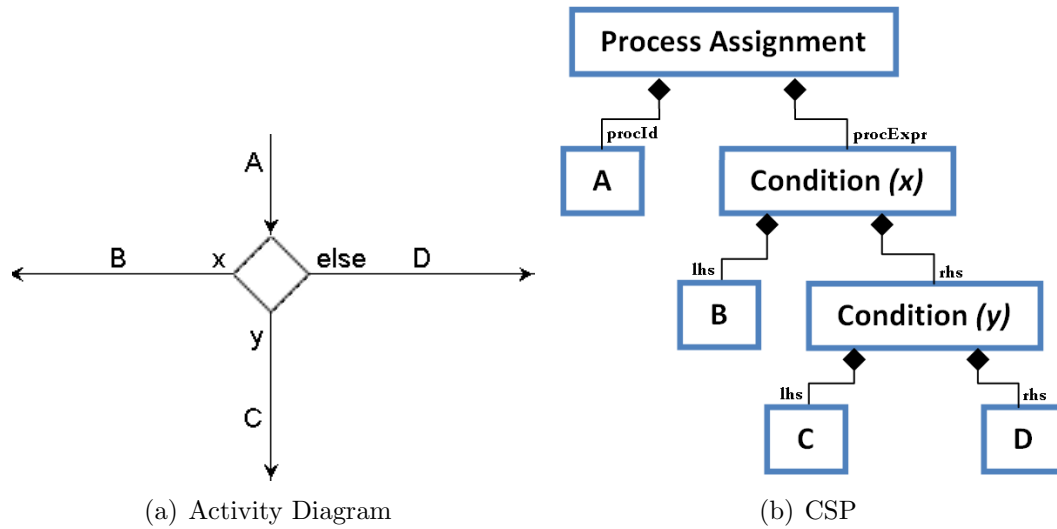 A
B
x
else
D
y
C
(a) Activity Diagram
Process Assignment
procId
procExpr
A
Condition (x)
lhs
rhs
B
Condition (y)
lhs
rhs
C
D
(b) CSP